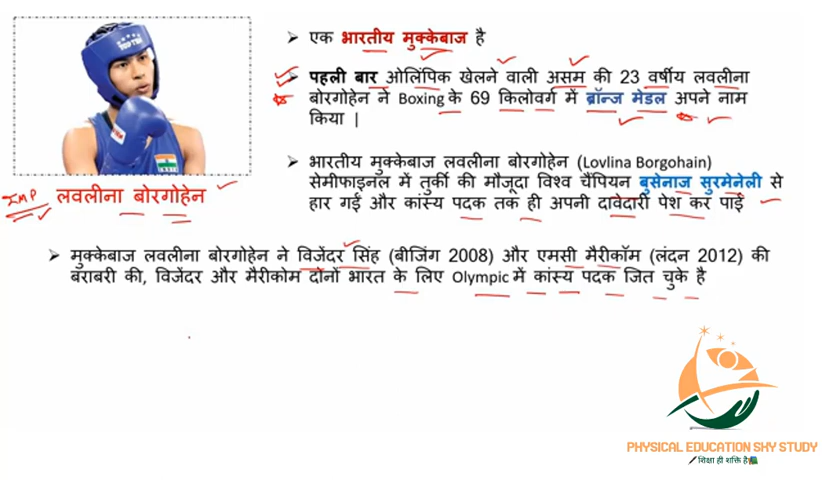 ➢ एक भारतीय मुक्केबाज है
➢ पहली बार ओलिंपिक खेलने वाली असम की 23 वर्षीय लवलीना
बोरगोहेन ने Boxing के 69 किलोवर्ग में ब्रॉन्ज मेडल अपने नाम
किया |
➢ भारतीय मुक्केबाज लवलीना बोरगोहेन (Lovlina Borgohain)
सेमीफाइनल में तुर्की की मौजूदा विश्व चैंपियन बुसेनाज सुरमेनेली से
हार गईं और कांस्य पदक तक ही अपनी दावेदारी पेश कर पाईं
IMP लवलीना बोरगोहेन
➢ मुक्केबाज लवलीना बोरगोहेन ने विजेंदर सिंह (बीजिंग 2008) और एमसी मैरीकॉम (लंदन 2012) की
बराबरी की, विजेंदर और मैरीकोम दोनों भारत के लिए Olympic में कांस्य पदक जित चुके है
PHYSICAL EDUCATION SKY STUDY
शिक्षा ही शक्ति है